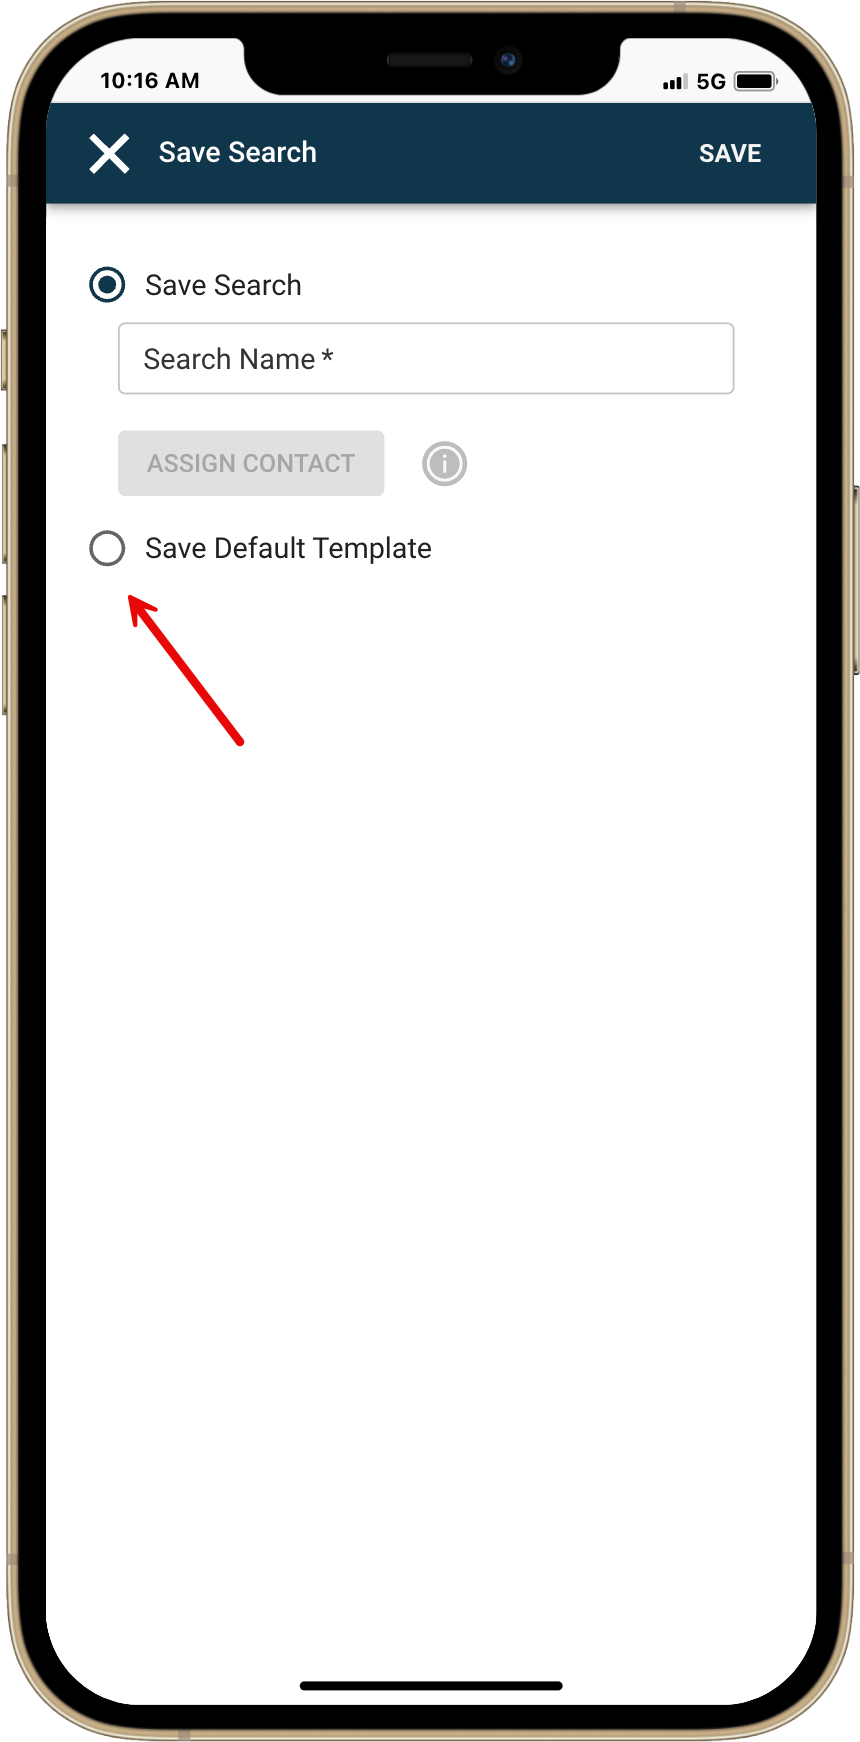 10:16 AM 5G
Save Search SAVE
Save Search
Search Name *
ASSIGN CONTACT
Save Default Template